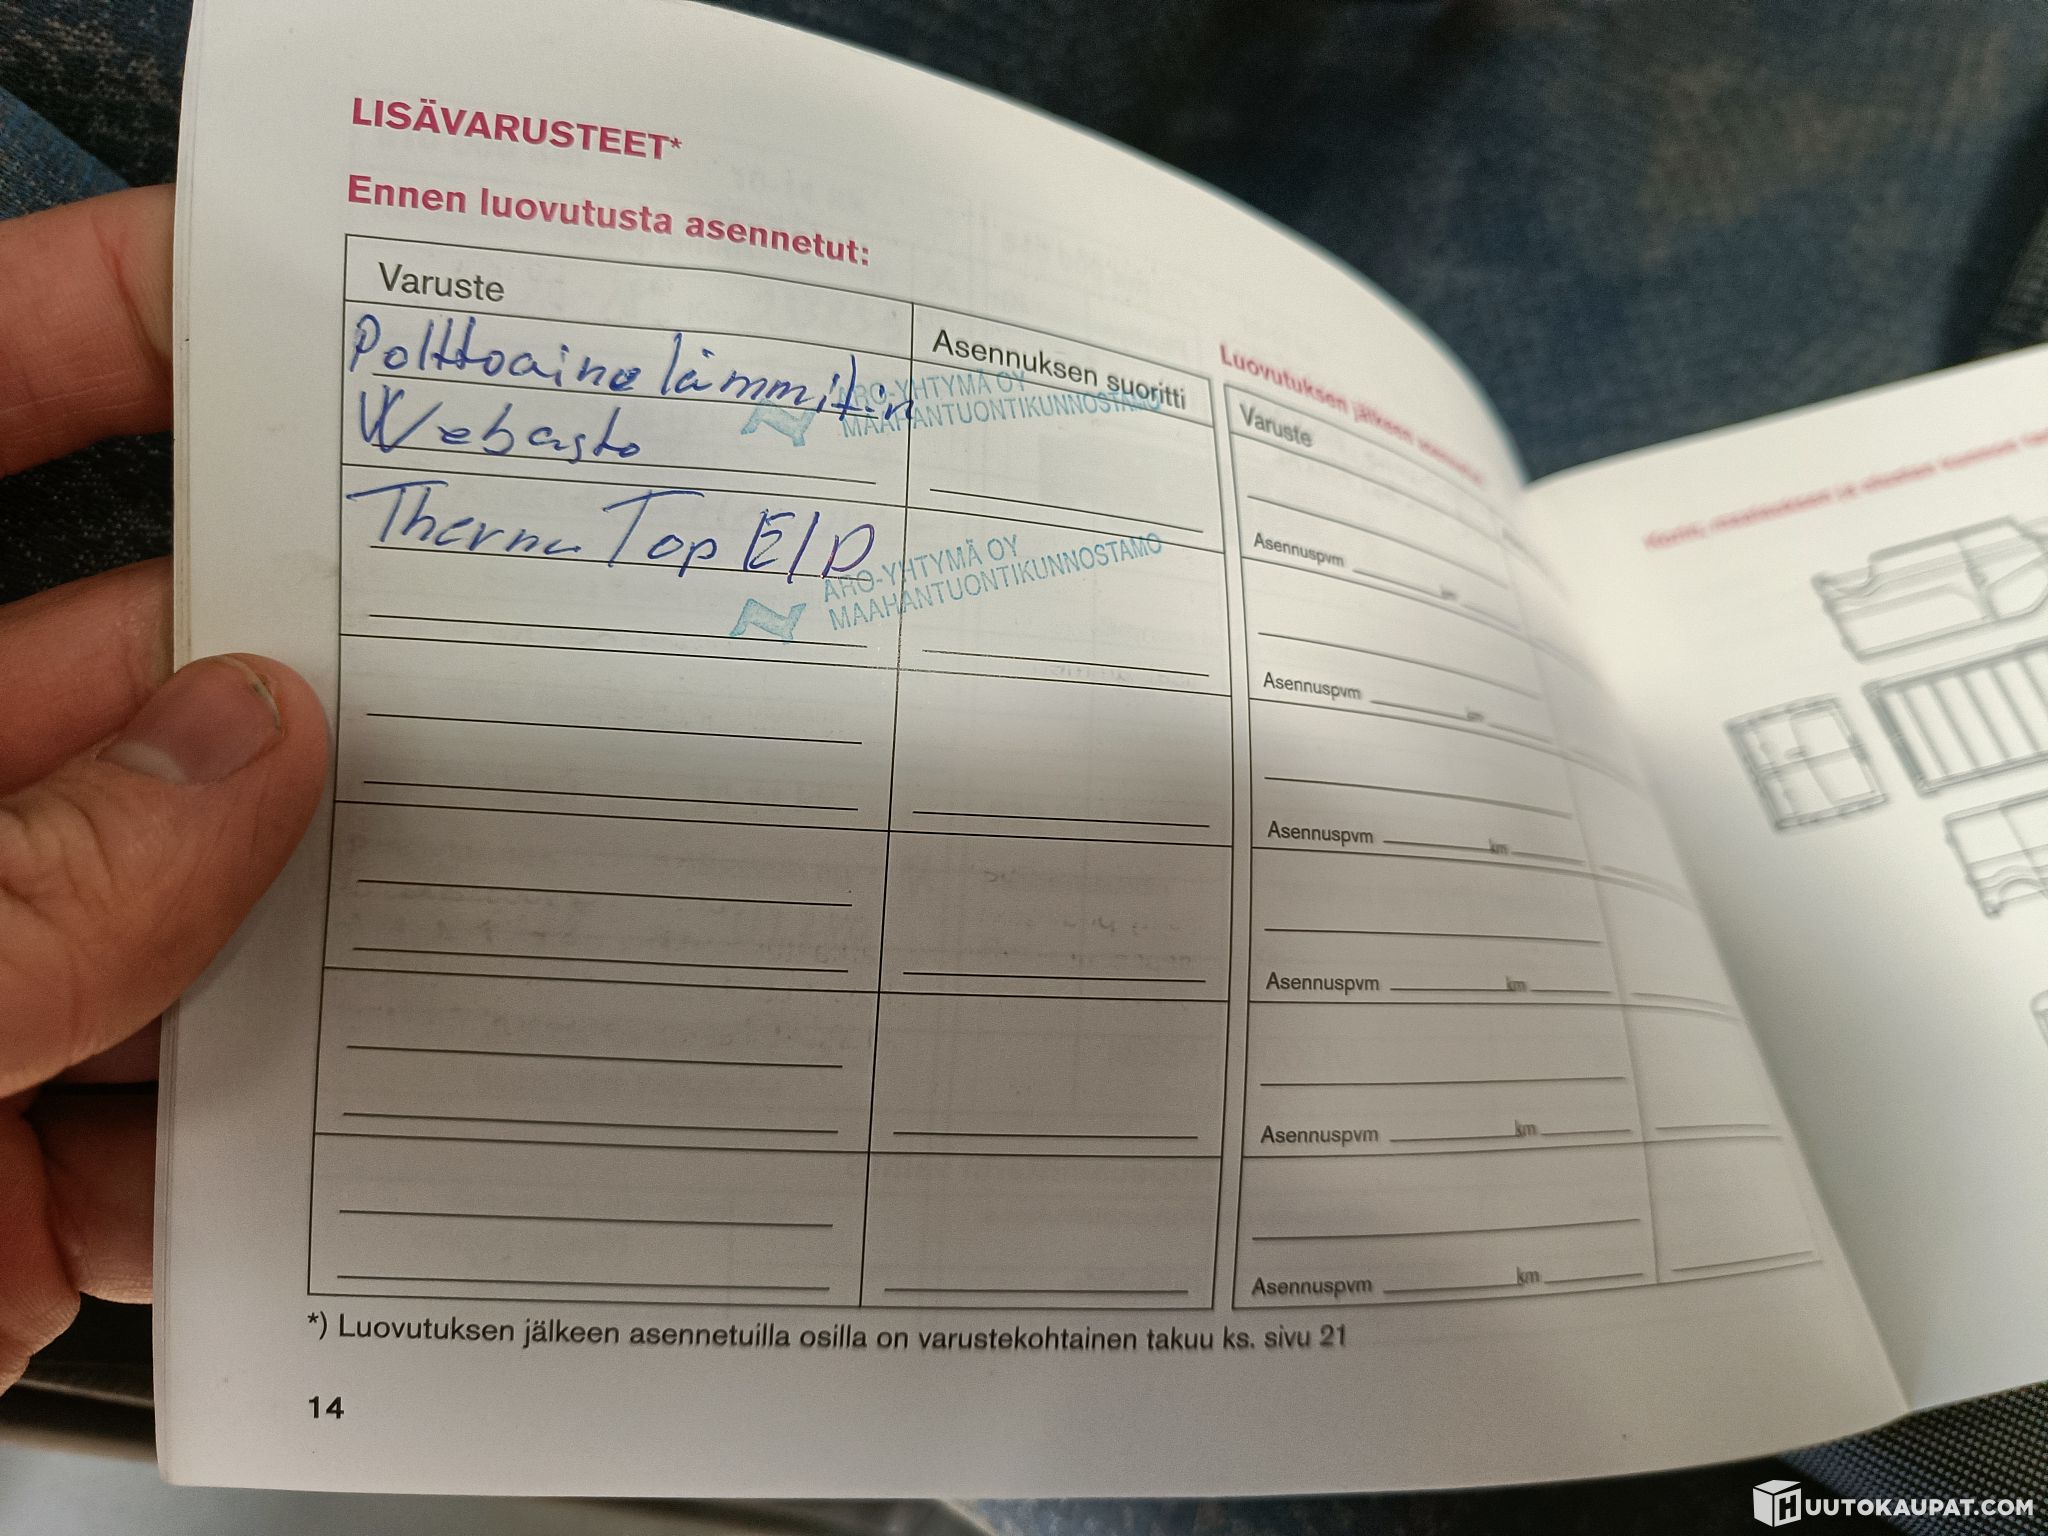 LISÄVARUSTEET*
Ennen luovutusta asennetut:
Varuste
Asennuksen suoritti
Polttoainelämmitin
Webasto
ARO-YHTYMÄ OY
MAAHANTUONTIKUNNOSTAMO
Thermo Top E/D
ARO-YHTYMÄ OY
MAAHANTUONTIKUNNOSTAMO
Luovutuksen jälkeen
Varuste
Asennuspvm km
Asennuspvm km
Asennuspvm km
Asennuspvm km
Asennuspvm km
Asennuspvm km
*) Luovutuksen jälkeen asennetuilla osilla on varustekohtainen takuu ks. sivu 21
14
HUUTOKAUPAT.COM